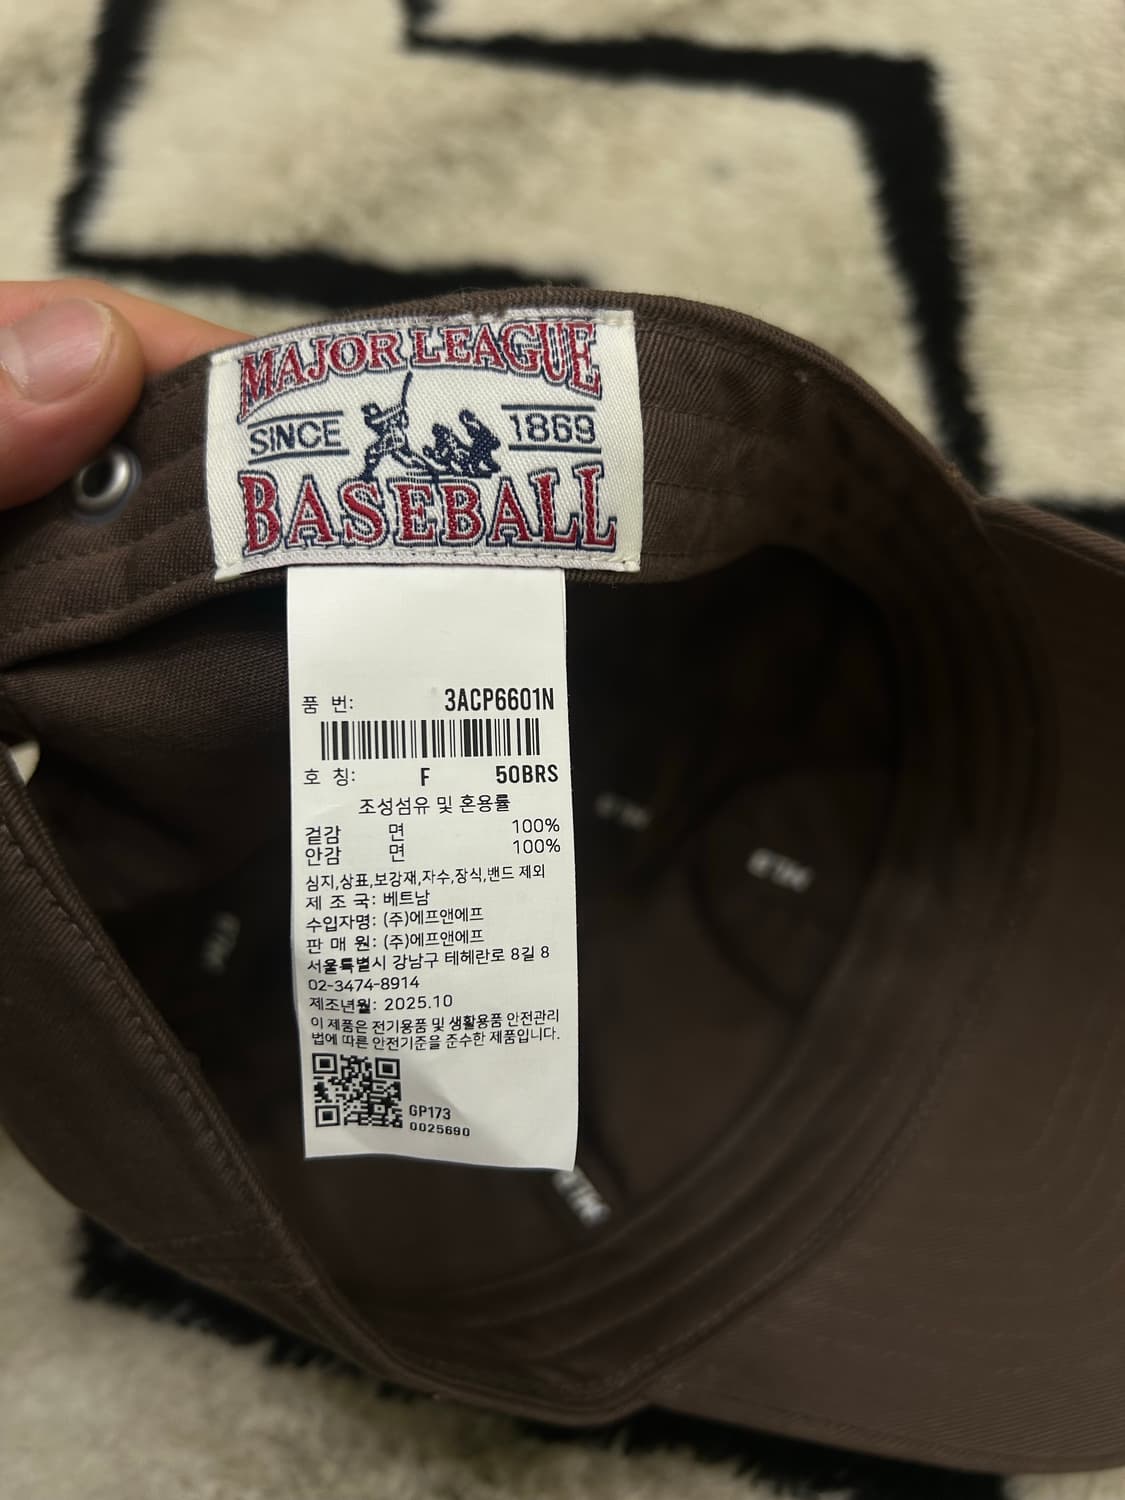 MAJOR LEAGUE
SINCE 1869
BASEBALL
품 번: 3ACP6601N
호 칭: F 50BRS
조성섬유 및 혼용률
겉감 면 100%
안감 면 100%
심지,상표,보강재,자수,장식,밴드 제외
제 조 국: 베트남
수입자명: (주)에프앤에프
판 매 원: (주)에프앤에프
서울특별시 강남구 테헤란로 8길 8
02-3474-8914
제조년월: 2025.10
이 제품은 전기용품 및 생활용품 안전관리
법에 따른 안전기준을 준수한 제품입니다.
GP173
0025690